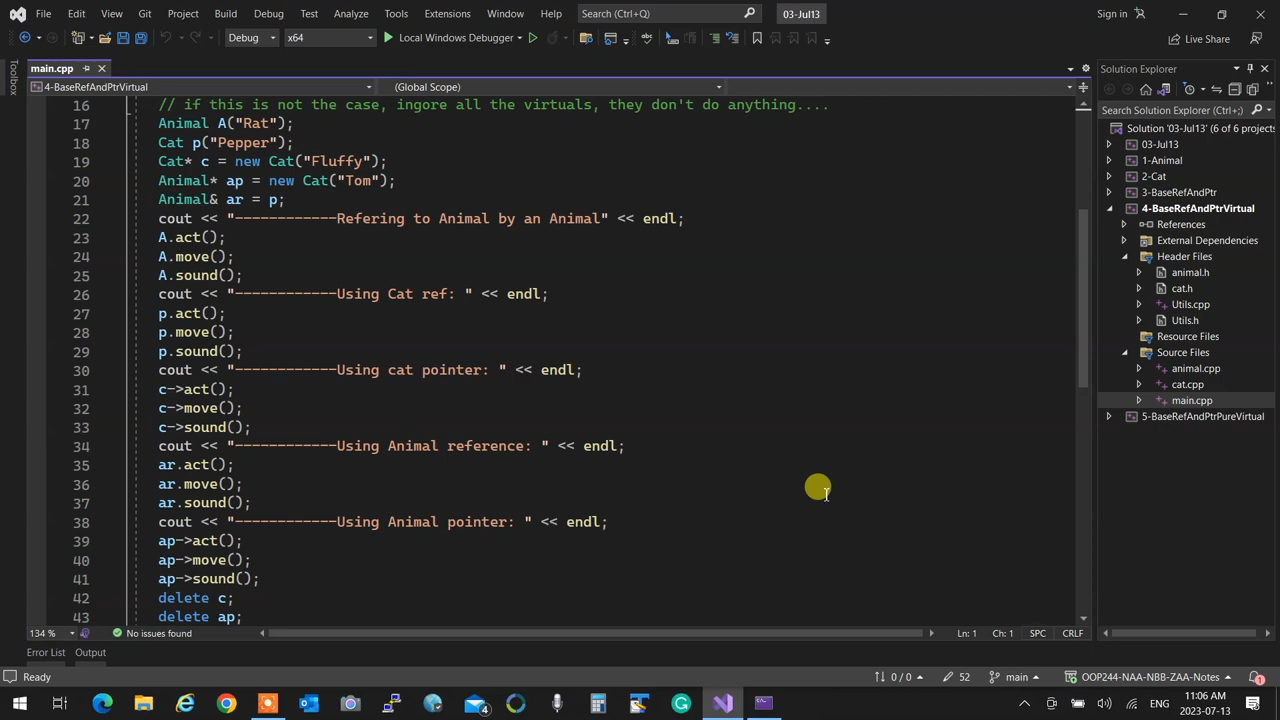 File Edit View Git Project Build Debug Test Analyze Tools Extensions Window Help Search (Ctrl+Q) 03-Jul13 Sign in
Debug x64 Local Windows Debugger Live Share
Toolbox
main.cpp
4-BaseRefAndPtrVirtual (Global Scope)
16 // if this is not the case, ingore all the virtuals, they don't do anything....
17 Animal A("Rat");
18 Cat p("Pepper");
19 Cat* c = new Cat("Fluffy");
20 Animal* ap = new Cat("Tom");
21 Animal& ar = p;
22 cout << "------------Refering to Animal by an Animal" << endl;
23 A.act();
24 A.move();
25 A.sound();
26 cout << "------------Using Cat ref: " << endl;
27 p.act();
28 p.move();
29 p.sound();
30 cout << "------------Using cat pointer: " << endl;
31 c->act();
32 c->move();
33 c->sound();
34 cout << "------------Using Animal reference: " << endl;
35 ar.act();
36 ar.move();
37 ar.sound();
38 cout << "------------Using Animal pointer: " << endl;
39 ap->act();
40 ap->move();
41 ap->sound();
42 delete c;
43 delete ap;
134 % No issues found Ln: 1 Ch: 1 SPC CRLF
Error List Output
Solution Explorer
Search Solution Explorer (Ctrl+;)
Solution '03-Jul13' (6 of 6 projects
03-Jul13
1-Animal
2-Cat
3-BaseRefAndPtr
4-BaseRefAndPtrVirtual
References
External Dependencies
Header Files
animal.h
cat.h
Utils.cpp
Utils.h
Resource Files
Source Files
animal.cpp
cat.cpp
main.cpp
5-BaseRefAndPtrPureVirtual
Ready 0 / 0 52 main OOP244-NAA-NBB-ZAA-Notes 1
4 ENG 11:06 AM
2023-07-13